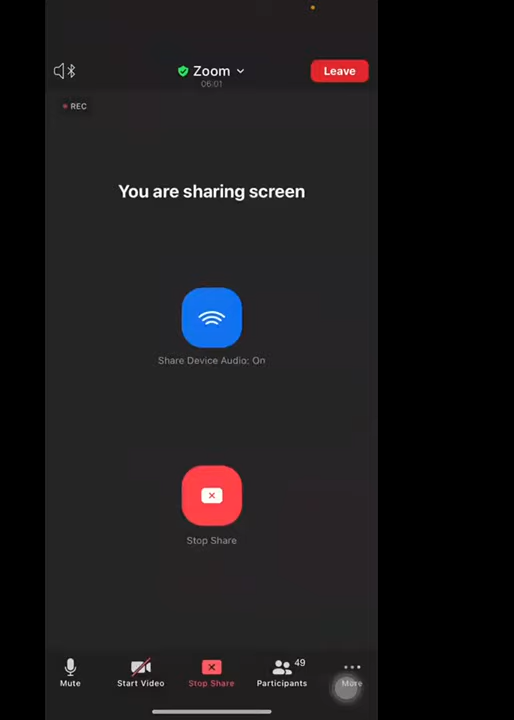 Zoom
Leave
06:01
REC
You are sharing screen
Share Device Audio: On
Stop Share
49
Mute
Start Video
Stop Share
Participants
More